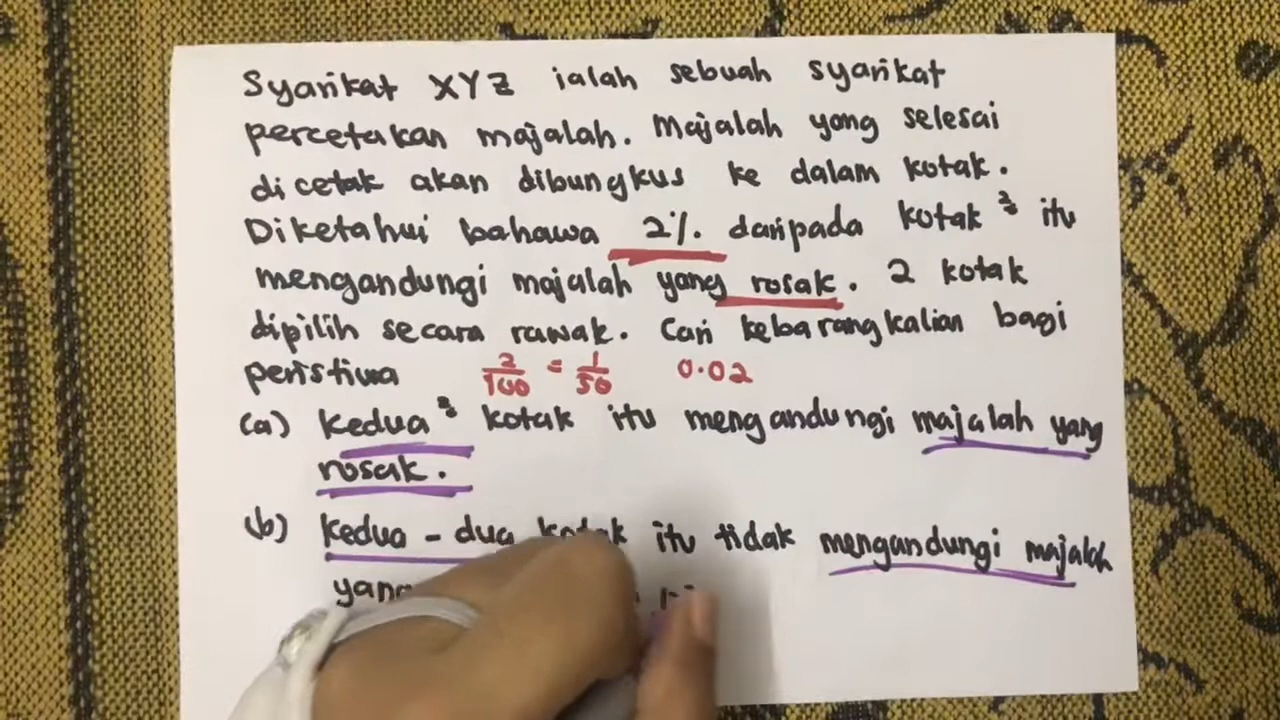 Syarikat XYZ ialah sebuah syarikat
percetakan majalah. Majalah yang selesai
dicetak akan dibungkus ke dalam kotak.
Diketahui bahawa 2% daripada kotak² itu
mengandungi majalah yang rosak. 2 kotak
dipilih secara rawak. Cari kebarangkalian bagi
peristiwa 2/100 = 1/50 0.02
(a) kedua² kotak itu mengandungi majalah yang
rosak.
(b) kedua - dua kotak itu tidak mengandungi majalah